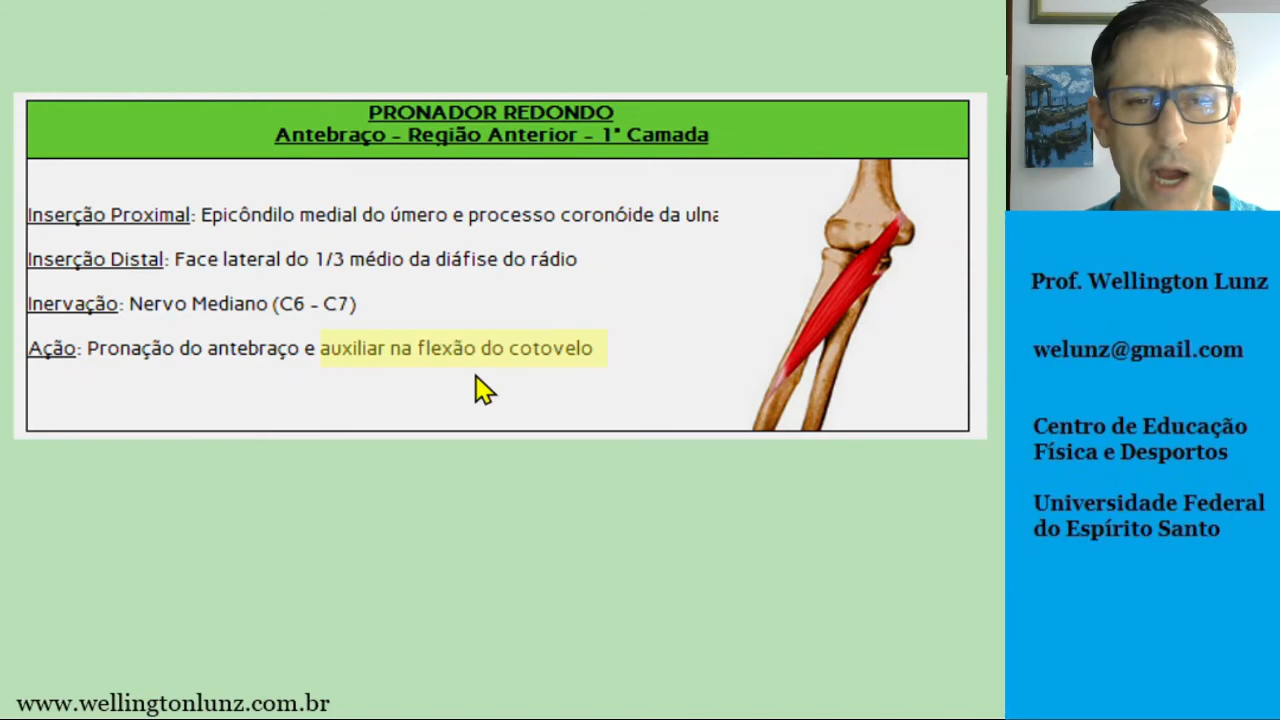 PRONADOR REDONDO
Antebraço - Região Anterior - 1ª Camada
Inserção Proximal: Epicôndilo medial do úmero e processo coronóide da ulna
Inserção Distal: Face lateral do 1/3 médio da diáfise do rádio
Inervação: Nervo Mediano (C6 - C7)
Ação: Pronação do antebraço e auxiliar na flexão do cotovelo
Prof. Wellington Lunz
welunz@gmail.com
Centro de Educação
Física e Desportos
Universidade Federal
do Espírito Santo
www.wellingtonlunz.com.br